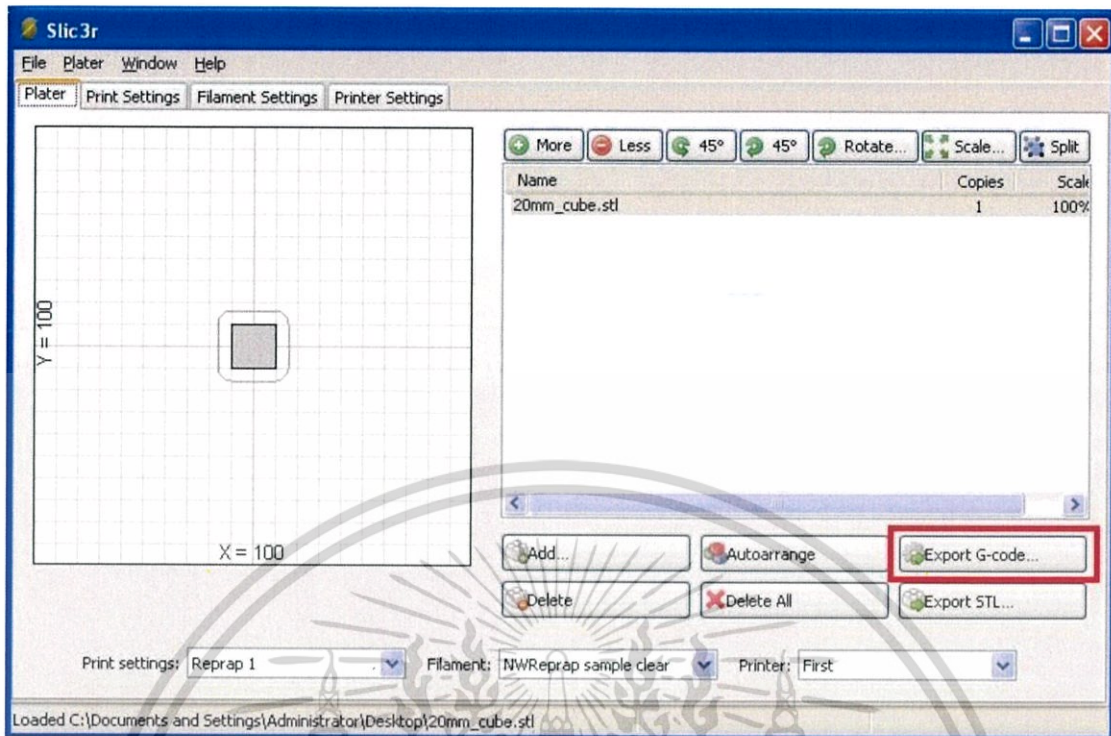 Slic3r
File Plater Window Help
Plater Print Settings Filament Settings Printer Settings
More Less 45° 45° Rotate... Scale... Split
Name Copies Scale
20mm_cube.stl 1 100%
Y = 100
X = 100
Add... Autoarrange Export G-code...
Delete Delete All Export STL...
Print settings: Reprap 1 Filament: NWReprap sample clear Printer: First
Loaded C:\Documents and Settings\Administrator\Desktop\20mm_cube.stl